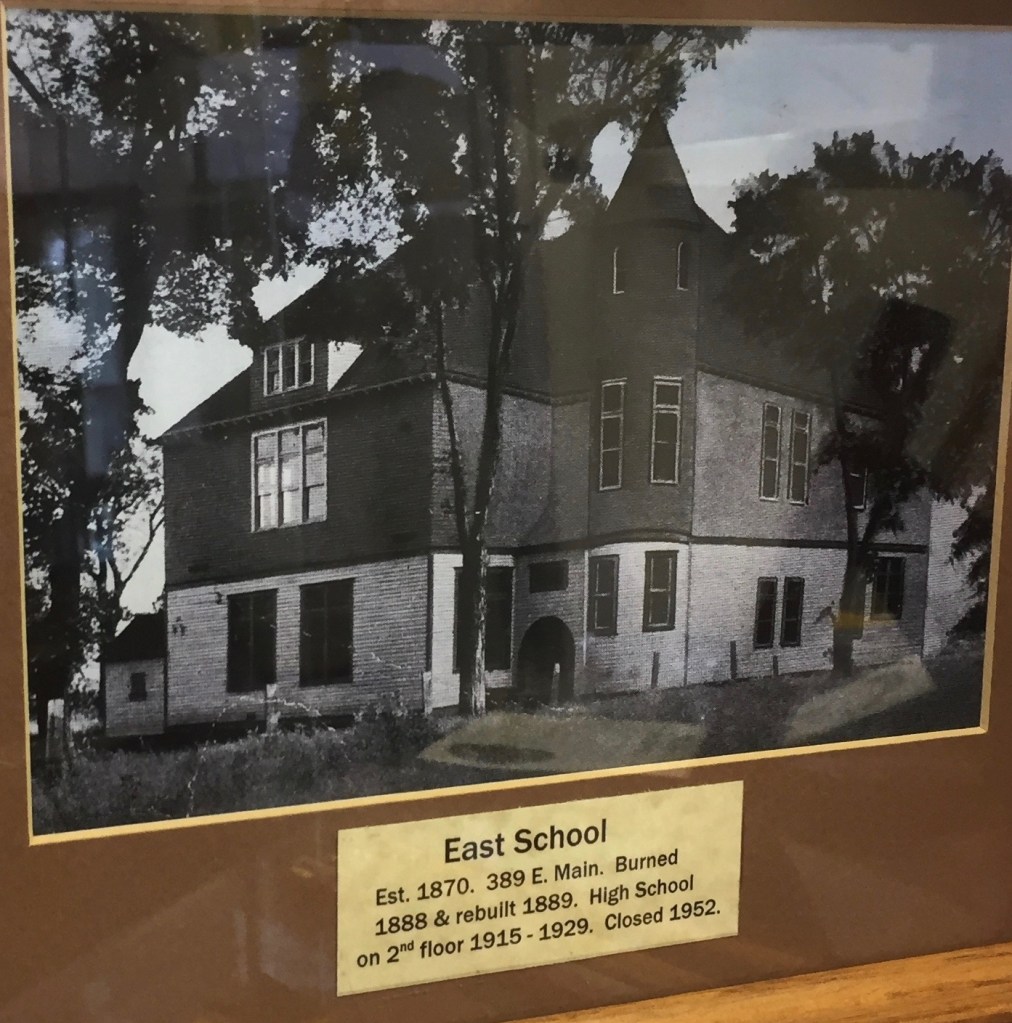 East School
Est. 1870. 389 E. Main. Burned
1888 & rebuilt 1889. High School
on 2nd floor 1915 - 1929. Closed 1952.